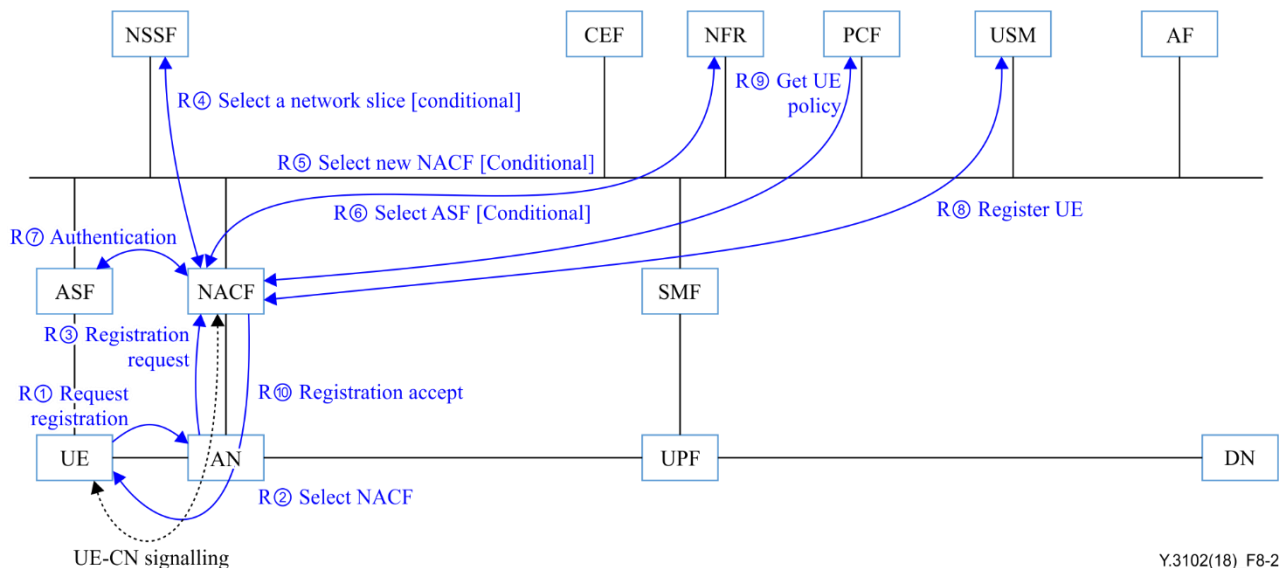 NSSF
CEF
NFR
PCF
USM
AF
R④ Select a network slice [conditional]
R⑨ Get UE
policy
R⑤ Select new NACF [Conditional]
R⑥ Select ASF [Conditional]
R⑧ Register UE
R⑦ Authentication
ASF
NACF
SMF
R③ Registration
request
R① Request
registration
R⑩ Registration accept
UE
AN
UPF
DN
R② Select NACF
UE-CN signalling
Y.3102(18)_F8-2